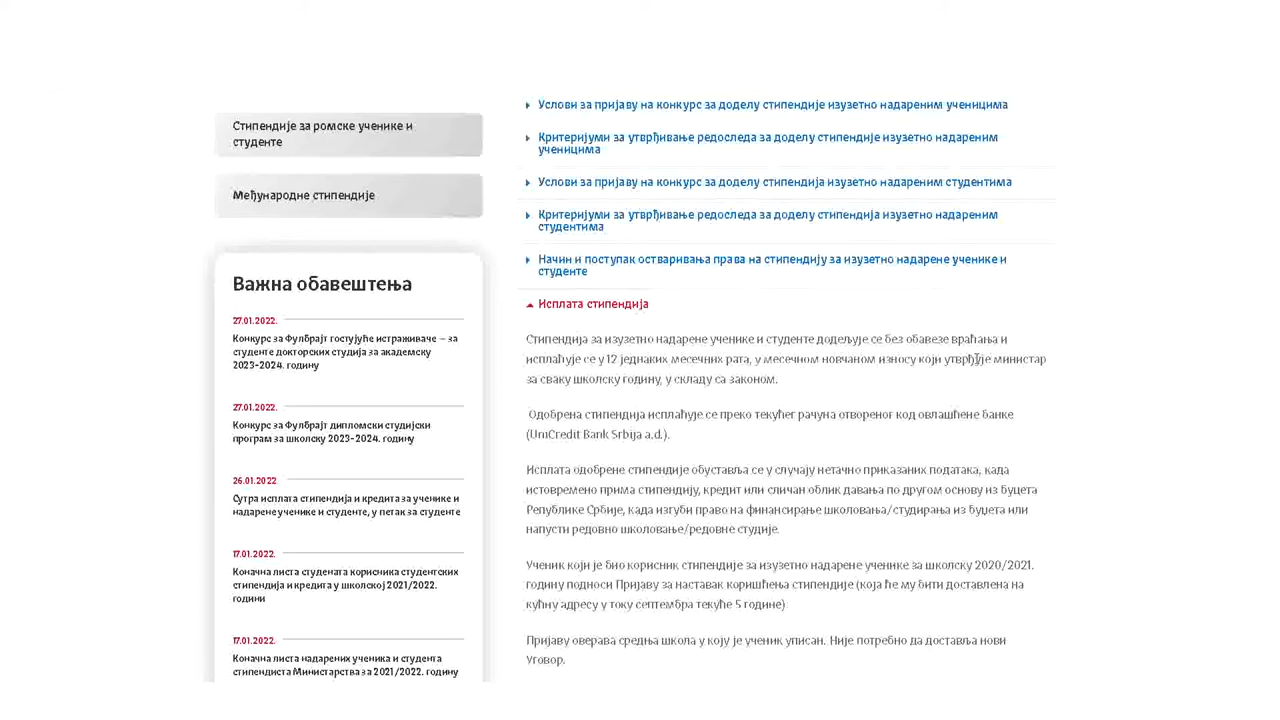 Стипендије за ромске ученике и
студенте
Међународне стипендије
Важна обавештења
27.01.2022.
Конкурс за Фулбрајт гостујуће истраживаче – за
студенте докторских студија за академску
2023-2024. годину
27.01.2022.
Конкурс за Фулбрајт дипломски студијски
програм за школску 2023-2024. годину
26.01.2022
Сутра исплата стипендија и кредита за ученике и
надарене ученике и студенте, у петак за студенте
17.01.2022.
Коначна листа студената корисника студентских
стипендија и кредита у школској 2021/2022.
години
17.01.2022.
Коначна листа надарених ученика и студента
стипендиста Министарства за 2021/2022. годину
Услови за пријаву на конкурс за доделу стипендије изузетно надареним ученицима
Критеријуми за утврђивање редоследа за доделу стипендије изузетно надареним
ученицима
Услови за пријаву на конкурс за доделу стипендија изузетно надареним студентима
Критеријуми за утврђивање редоследа за доделу стипендија изузетно надареним
студентима
Начин и поступак остваривања права на стипендију за изузетно надарене ученике и
студенте
Исплата стипендија
Стипендија за изузетно надарене ученике и студенте додељује се без обавезе враћања и
исплаћује се у 12 једнаких месечних рата, у месечном новчаном износу који утврђује министар
за сваку школску годину, у складу са законом.
Одобрена стипендија исплаћује се преко текућег рачуна отвореног код овлашћене банке
(UniCredit Bank Srbija a.d.).
Исплата одобрене стипендије обуставља се у случају нетачно приказаних података, када
истовремено прима стипендију, кредит или сличан облик давања по другом основу из буџета
Републике Србије, када изгуби право на финансирање школовања/студирања из буџета или
напусти редовно школовање/редовне студије.
Ученик који је био корисник стипендије за изузетно надарене ученике за школску 2020/2021.
годину подноси Пријаву за наставак коришћења стипендије (која ће му бити достављена на
кућну адресу у току септембра текуће 5 године)
Пријаву оверава средња школа у коју је ученик уписан. Није потребно да доставља нови
Уговор.